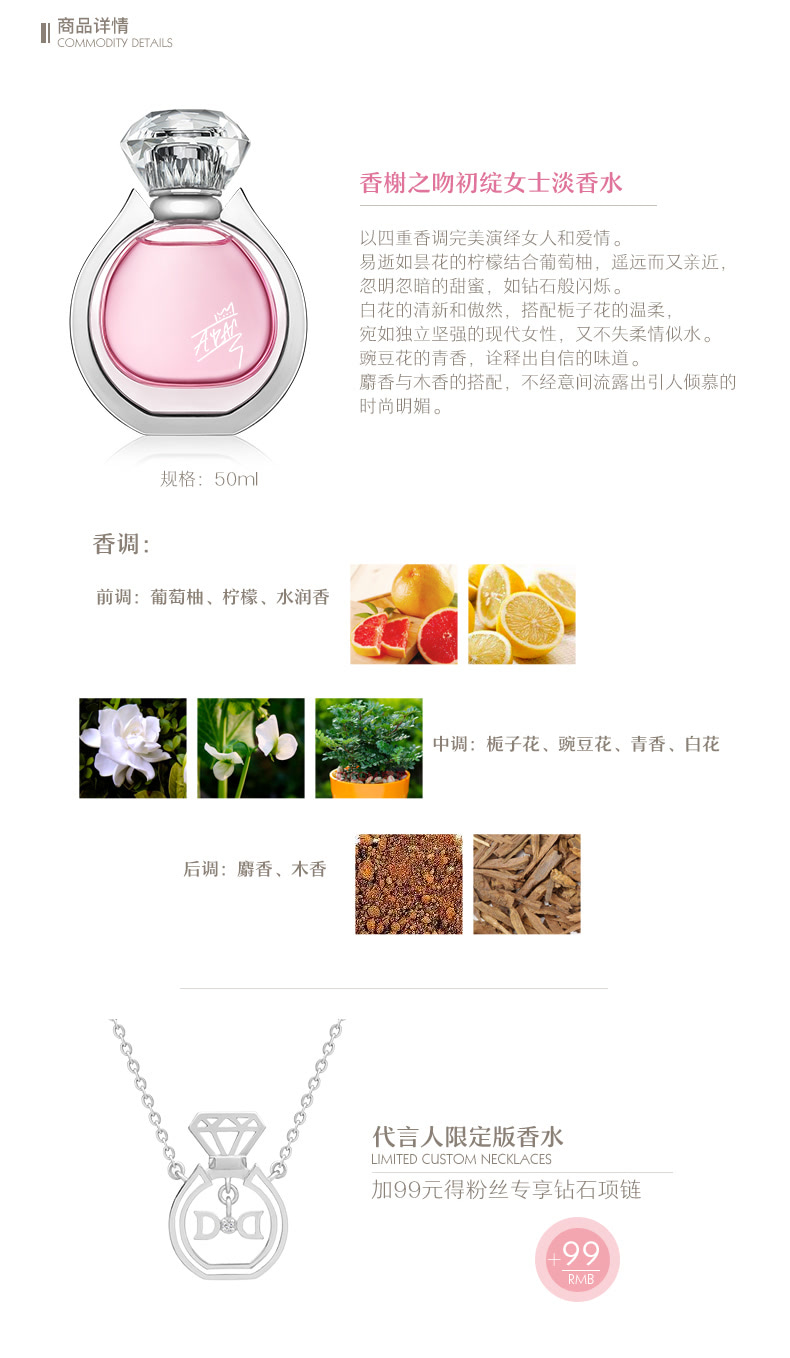 商品详情
COMMODITY DETAILS
香榭之吻初绽女士淡香水
以四重香调完美演绎女人和爱情。
易逝如昙花的柠檬结合葡萄柚，遥远而又亲近，
忽明忽暗的甜蜜，如钻石般闪烁。
白花的清新和傲然，搭配栀子花的温柔，
宛如独立坚强的现代女性，又不失柔情似水。
豌豆花的青香，诠释出自信的味道。
麝香与木香的搭配，不经意间流露出引人倾慕的
时尚明媚。
规格：50ml
香调：
前调：葡萄柚、柠檬、水润香
中调：栀子花、豌豆花、青香、白花
后调：麝香、木香
代言人限定版香水
LIMITED CUSTOM NECKLACES
加99元得粉丝专享钻石项链
+99
RMB